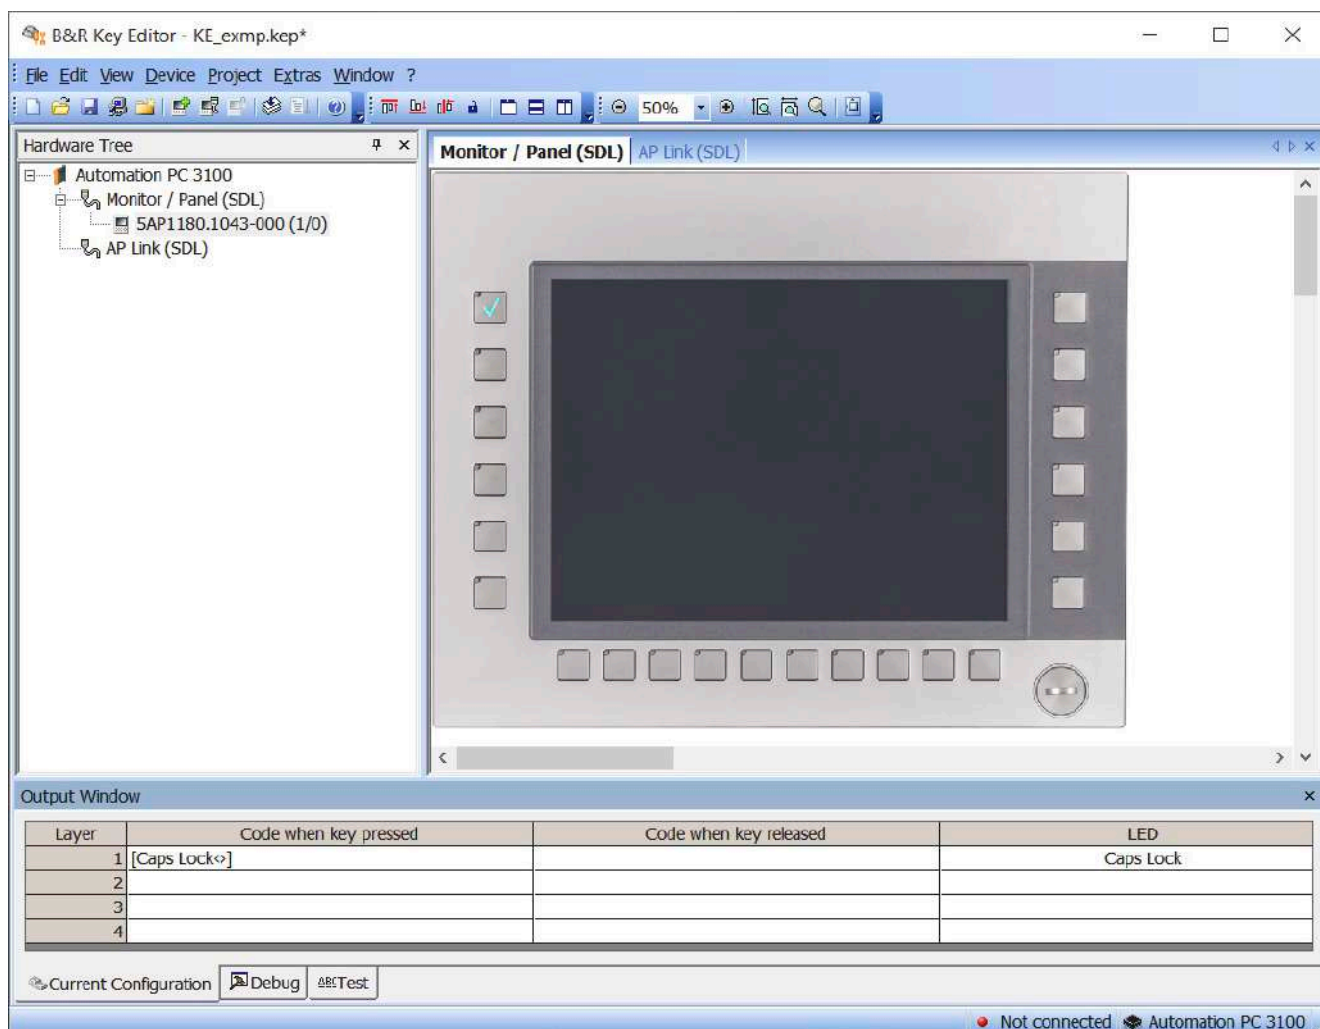 B&R Key Editor - KE_exmp.kep*
File Edit View Device Project Extras Window ?
50%
Hardware Tree
Monitor / Panel (SDL) AP Link (SDL)
Automation PC 3100
Monitor / Panel (SDL)
5AP1180.1043-000 (1/0)
AP Link (SDL)
Output Window
Layer Code when key pressed Code when key released LED
1 [Caps Lock<>] Caps Lock
2
3
4
Current Configuration Debug ABC Test
Not connected Automation PC 3100